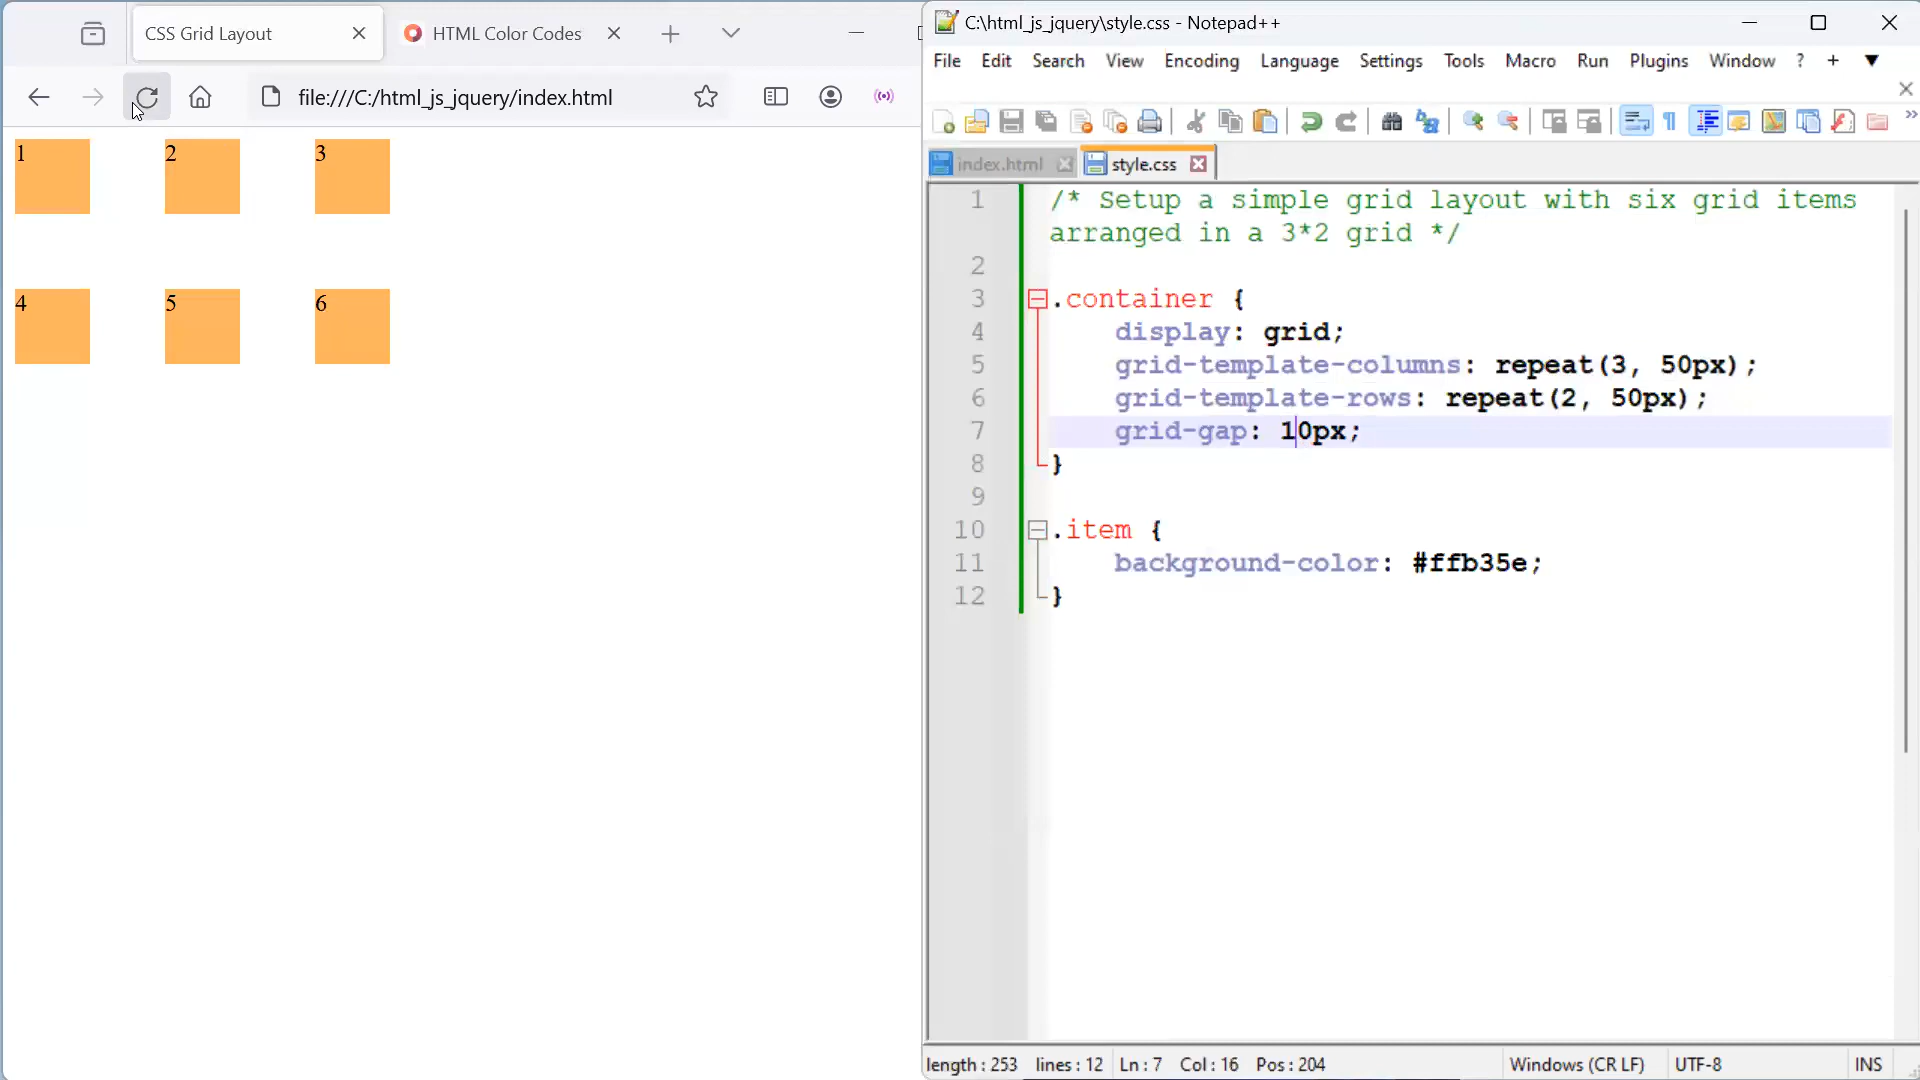 CSS Grid Layout
HTML Color Codes
file:///C:/html_js_jquery/index.html
1 2 3
4 5 6
C:\html_js_jquery\style.css - Notepad++
File Edit Search View Encoding Language Settings Tools Macro Run Plugins Window ? + ▼
index.html style.css
1 /* Setup a simple grid layout with six grid items
arranged in a 3*2 grid */
2
3 .container {
4 display: grid;
5 grid-template-columns: repeat(3, 50px);
6 grid-template-rows: repeat(2, 50px);
7 grid-gap: 10px;
8 }
9
10 .item {
11 background-color: #ffb35e;
12 }
length : 253 lines : 12 Ln : 7 Col : 16 Pos : 204 Windows (CR LF) UTF-8 INS